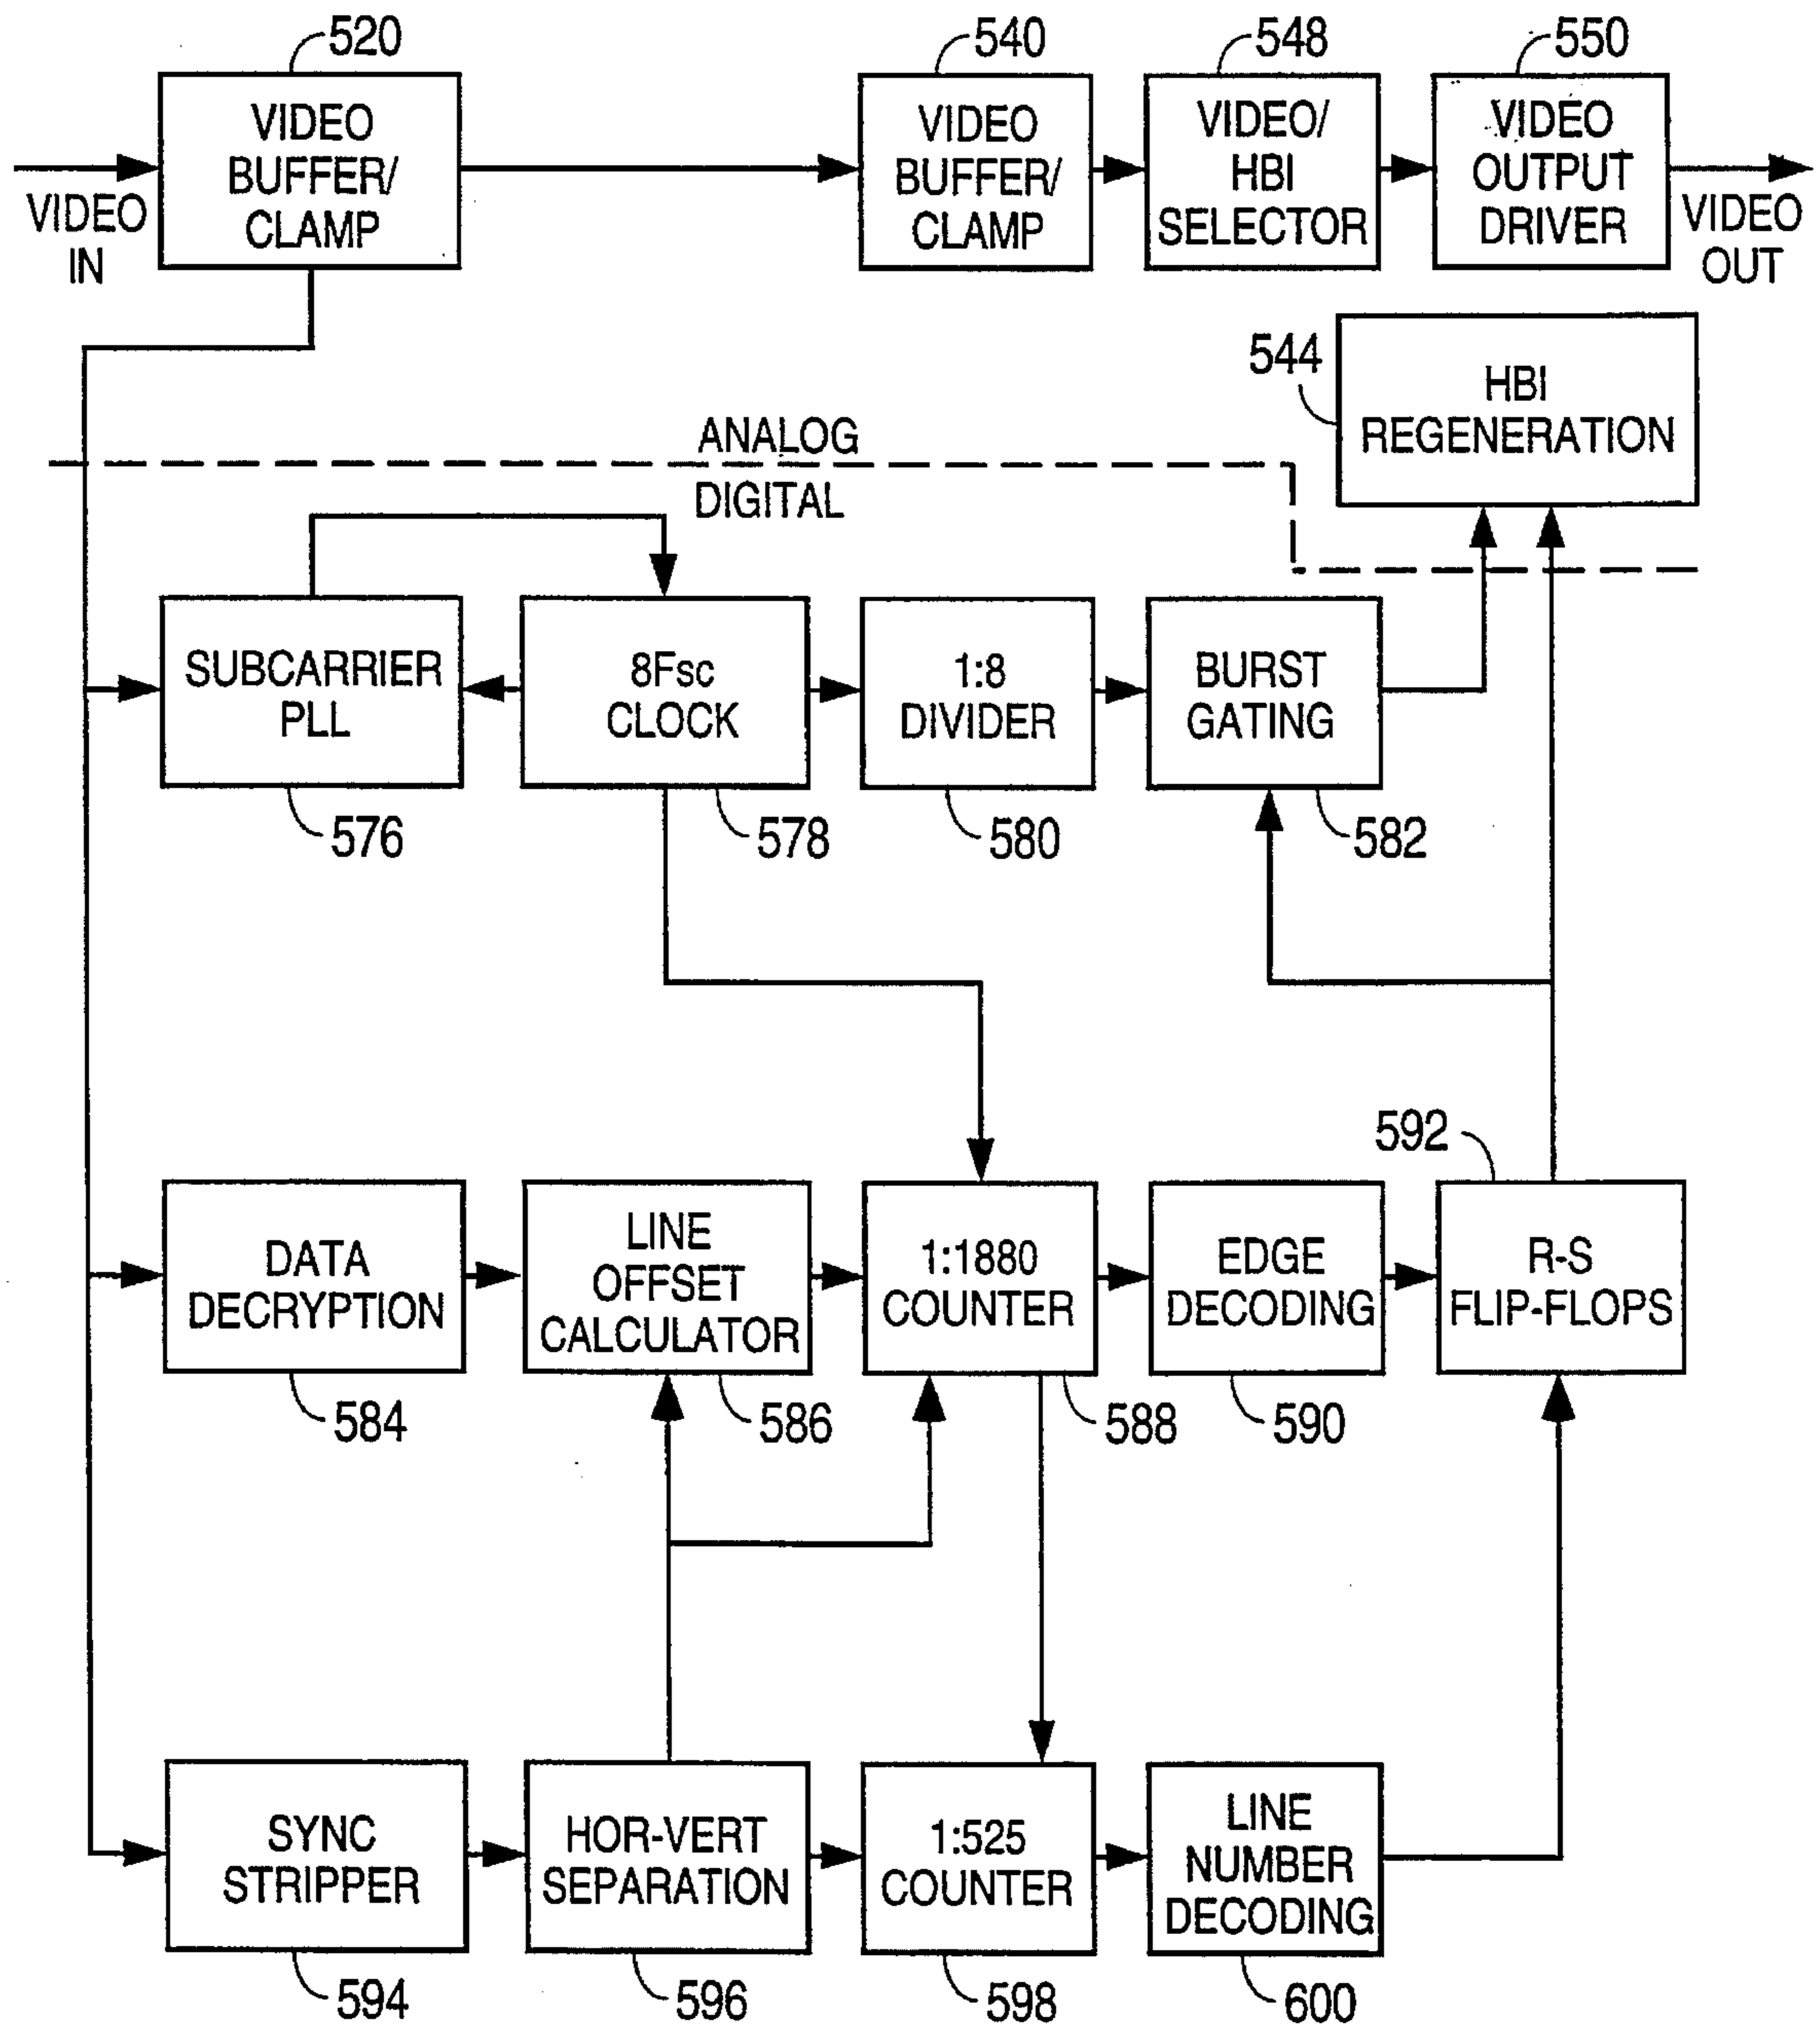 520
540
548
550
VIDEO
BUFFER/
CLAMP
VIDEO
BUFFER/
CLAMP
VIDEO/
HBI
SELECTOR
VIDEO
OUTPUT
DRIVER
VIDEO
IN
VIDEO
OUT
544
HBI
REGENERATION
ANALOG
DIGITAL
SUBCARRIER
PLL
8Fsc
CLOCK
1:8
DIVIDER
BURST
GATING
576
578
580
582
592
DATA
DECRYPTION
LINE
OFFSET
CALCULATOR
1:1880
COUNTER
EDGE
DECODING
R-S
FLIP-FLOPS
584
586
588
590
SYNC
STRIPPER
HOR-VERT
SEPARATION
1:525
COUNTER
LINE
NUMBER
DECODING
594
596
598
600